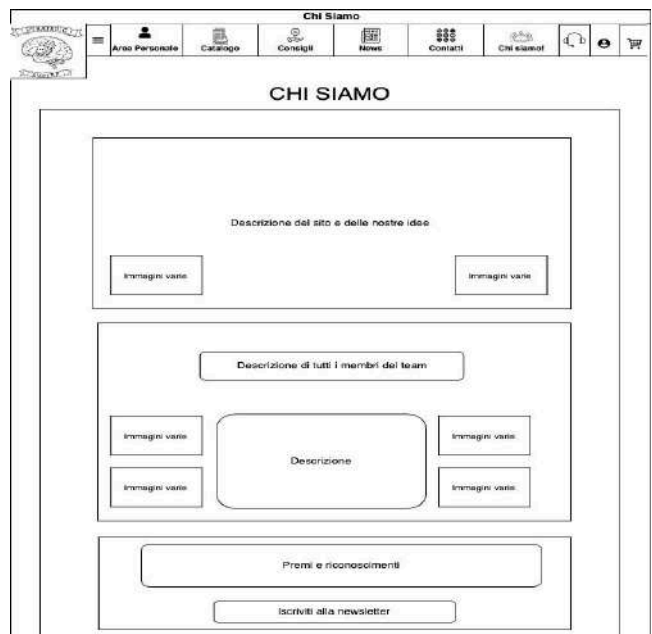 Chi Siamo
Area Personale
Catalogo
Consigli
News
Contatti
Chi siamo!
CHI SIAMO
Descrizione del sito e delle nostre idee
Immagini varie
Immagini varie
Descrizione di tutti i membri del team
Immagini varie
Immagini varie
Descrizione
Immagini varie
Immagini varie
Premi e riconoscimenti
Iscriviti alla newsletter